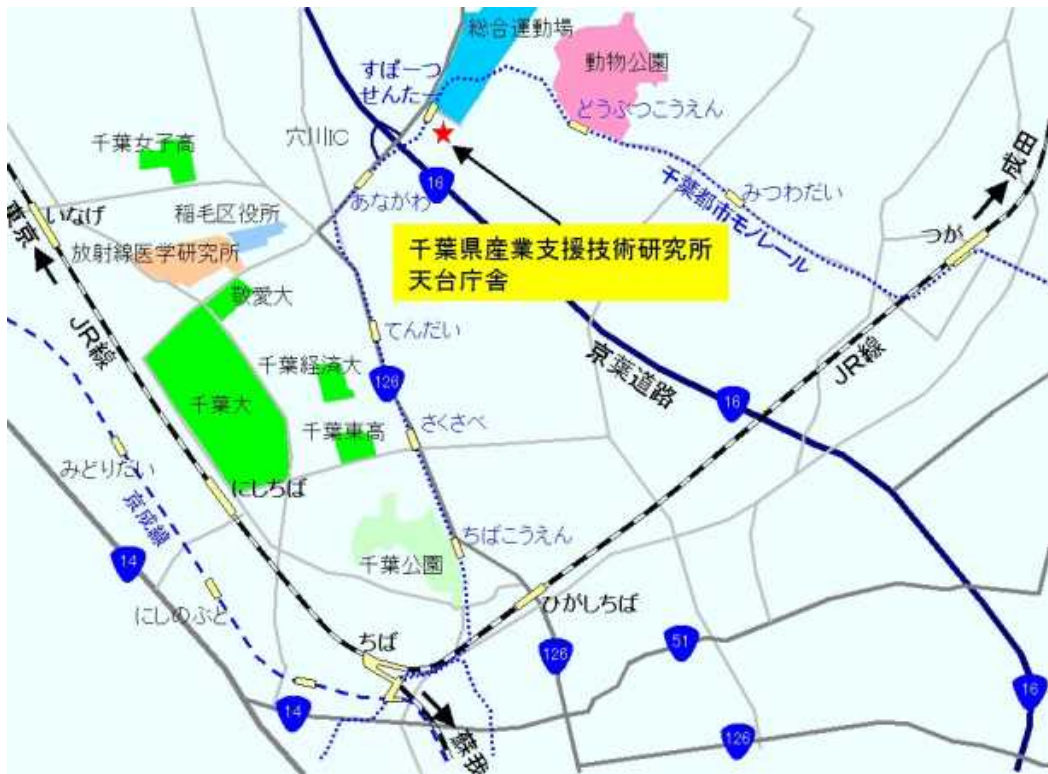 総合運動場
すぽーつ
せんたー
動物公園
どうぶつこうえん
千葉女子高
穴川IC
16
成田
あながわ
みつわだい
いなげ
稲毛区役所
千葉都市モノレール
東京
放射線医学研究所
千葉県産業支援技術研究所
天台庁舎
つが
敬愛大
JR線
てんだい
千葉経済大
京葉道路
JR線
126
16
千葉大
千葉東高
さくさべ
みどりだい
にしちば
京成線
ちばこうえん
14
千葉公園
にしのぶと
ひがしちば
ちば
51
126
16
14
蘇我
126